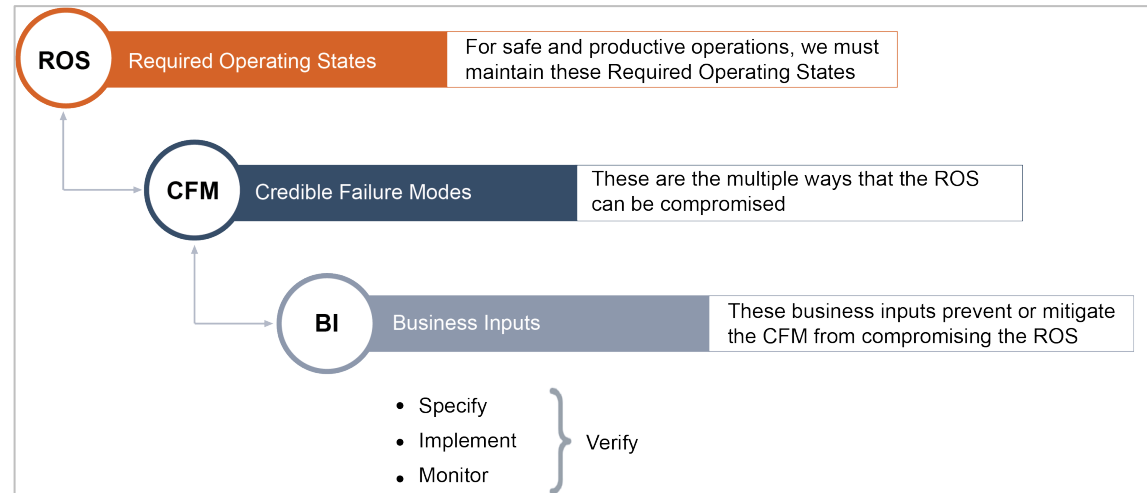 ROS
Required Operating States
For safe and productive operations, we must
maintain these Required Operating States
CFM
Credible Failure Modes
These are the multiple ways that the ROS
can be compromised
BI
Business Inputs
These business inputs prevent or mitigate
the CFM from compromising the ROS
• Specify
• Implement
• Monitor
Verify